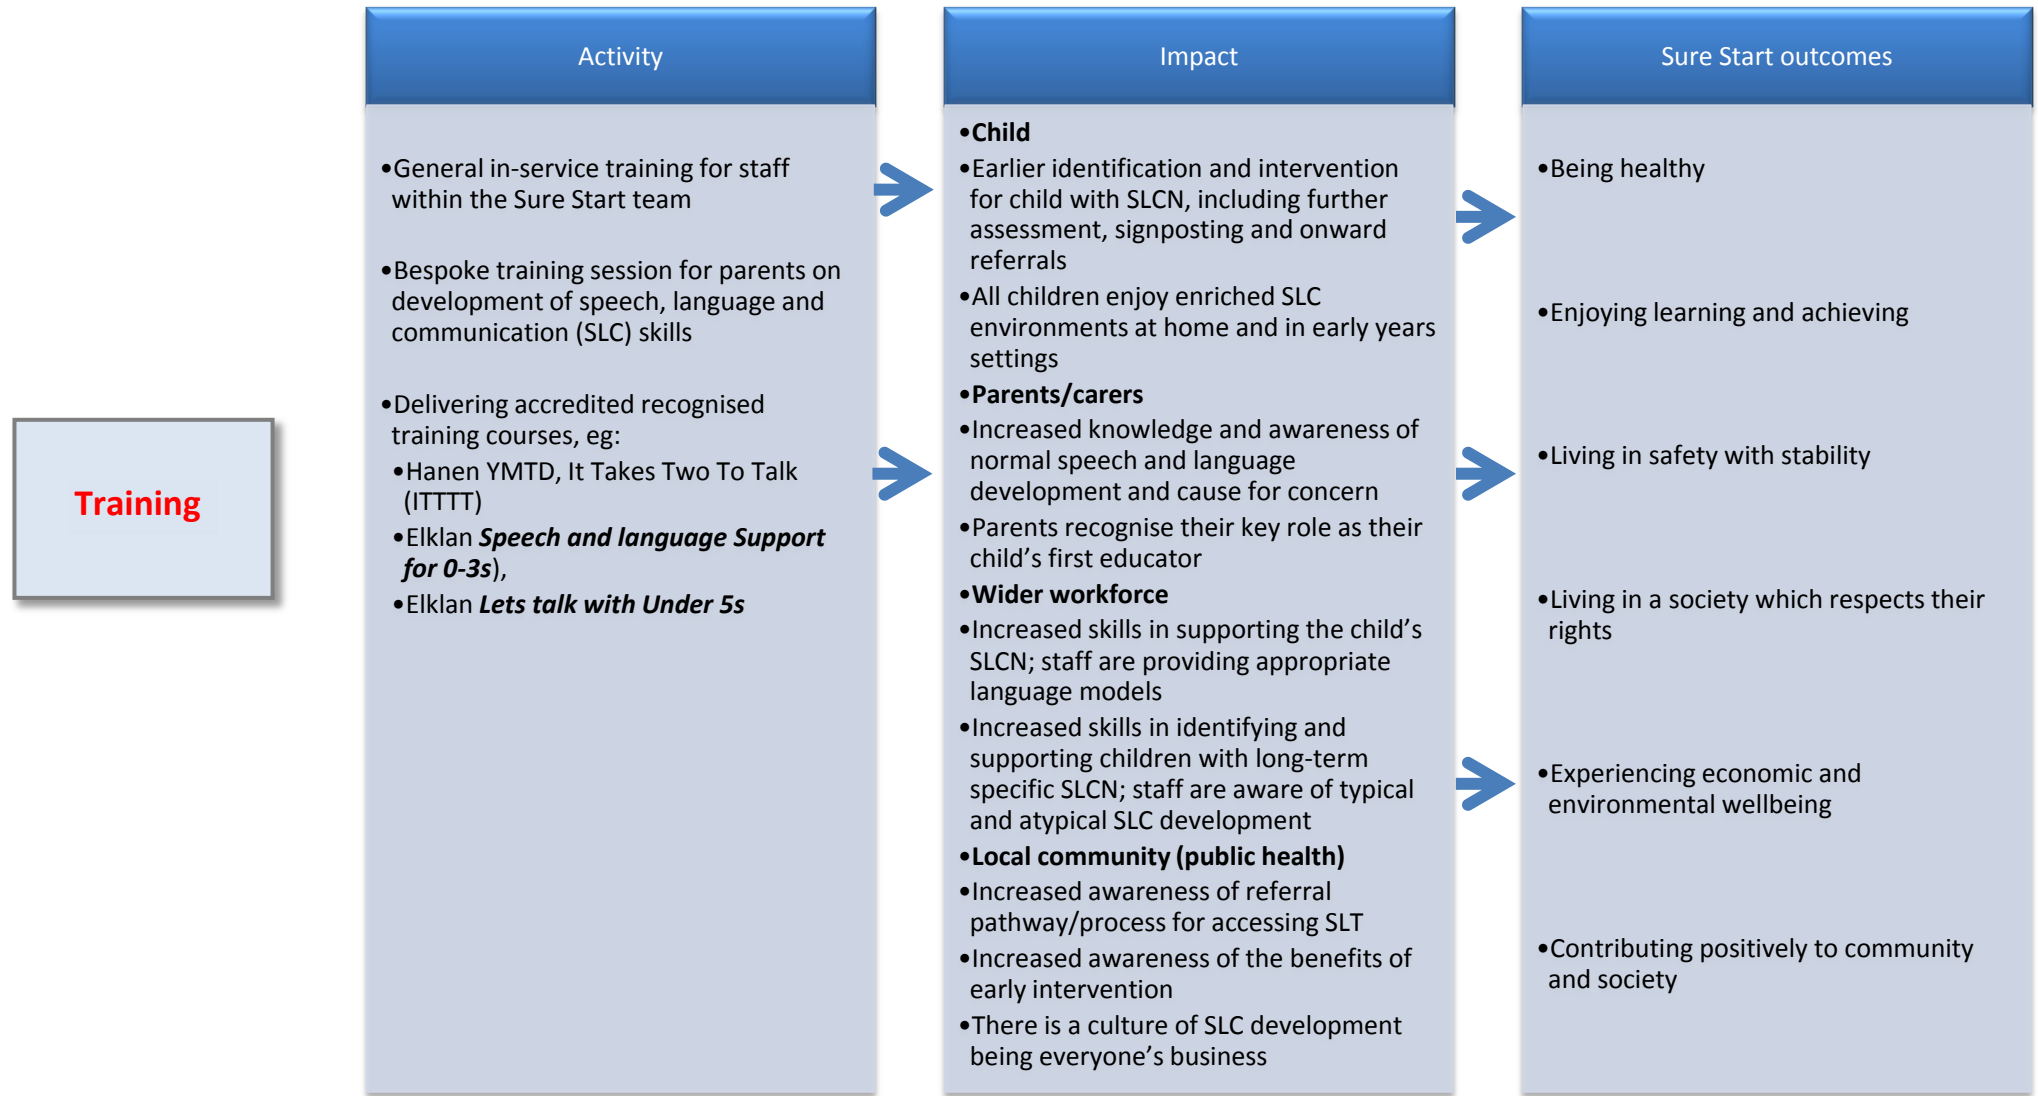 Training
Activity
•General in-service training for staff
within the Sure Start team
•Bespoke training session for parents on
development of speech, language and
communication (SLC) skills
•Delivering accredited recognised
training courses, eg:
•Hanen YMTD, It Takes Two To Talk
(ITTTT)
•Elklan Speech and language Support
for 0-3s),
•Elklan Lets talk with Under 5s
Impact
•Child
•Earlier identification and intervention
for child with SLCN, including further
assessment, signposting and onward
referrals
•All children enjoy enriched SLC
environments at home and in early years
settings
•Parents/carers
•Increased knowledge and awareness of
normal speech and language
development and cause for concern
•Parents recognise their key role as their
child’s first educator
•Wider workforce
•Increased skills in supporting the child’s
SLCN; staff are providing appropriate
language models
•Increased skills in identifying and
supporting children with long-term
specific SLCN; staff are aware of typical
and atypical SLC development
•Local community (public health)
•Increased awareness of referral
pathway/process for accessing SLT
•Increased awareness of the benefits of
early intervention
•There is a culture of SLC development
being everyone’s business
Sure Start outcomes
•Being healthy
•Enjoying learning and achieving
•Living in safety with stability
•Living in a society which respects their
rights
•Experiencing economic and
environmental wellbeing
•Contributing positively to community
and society